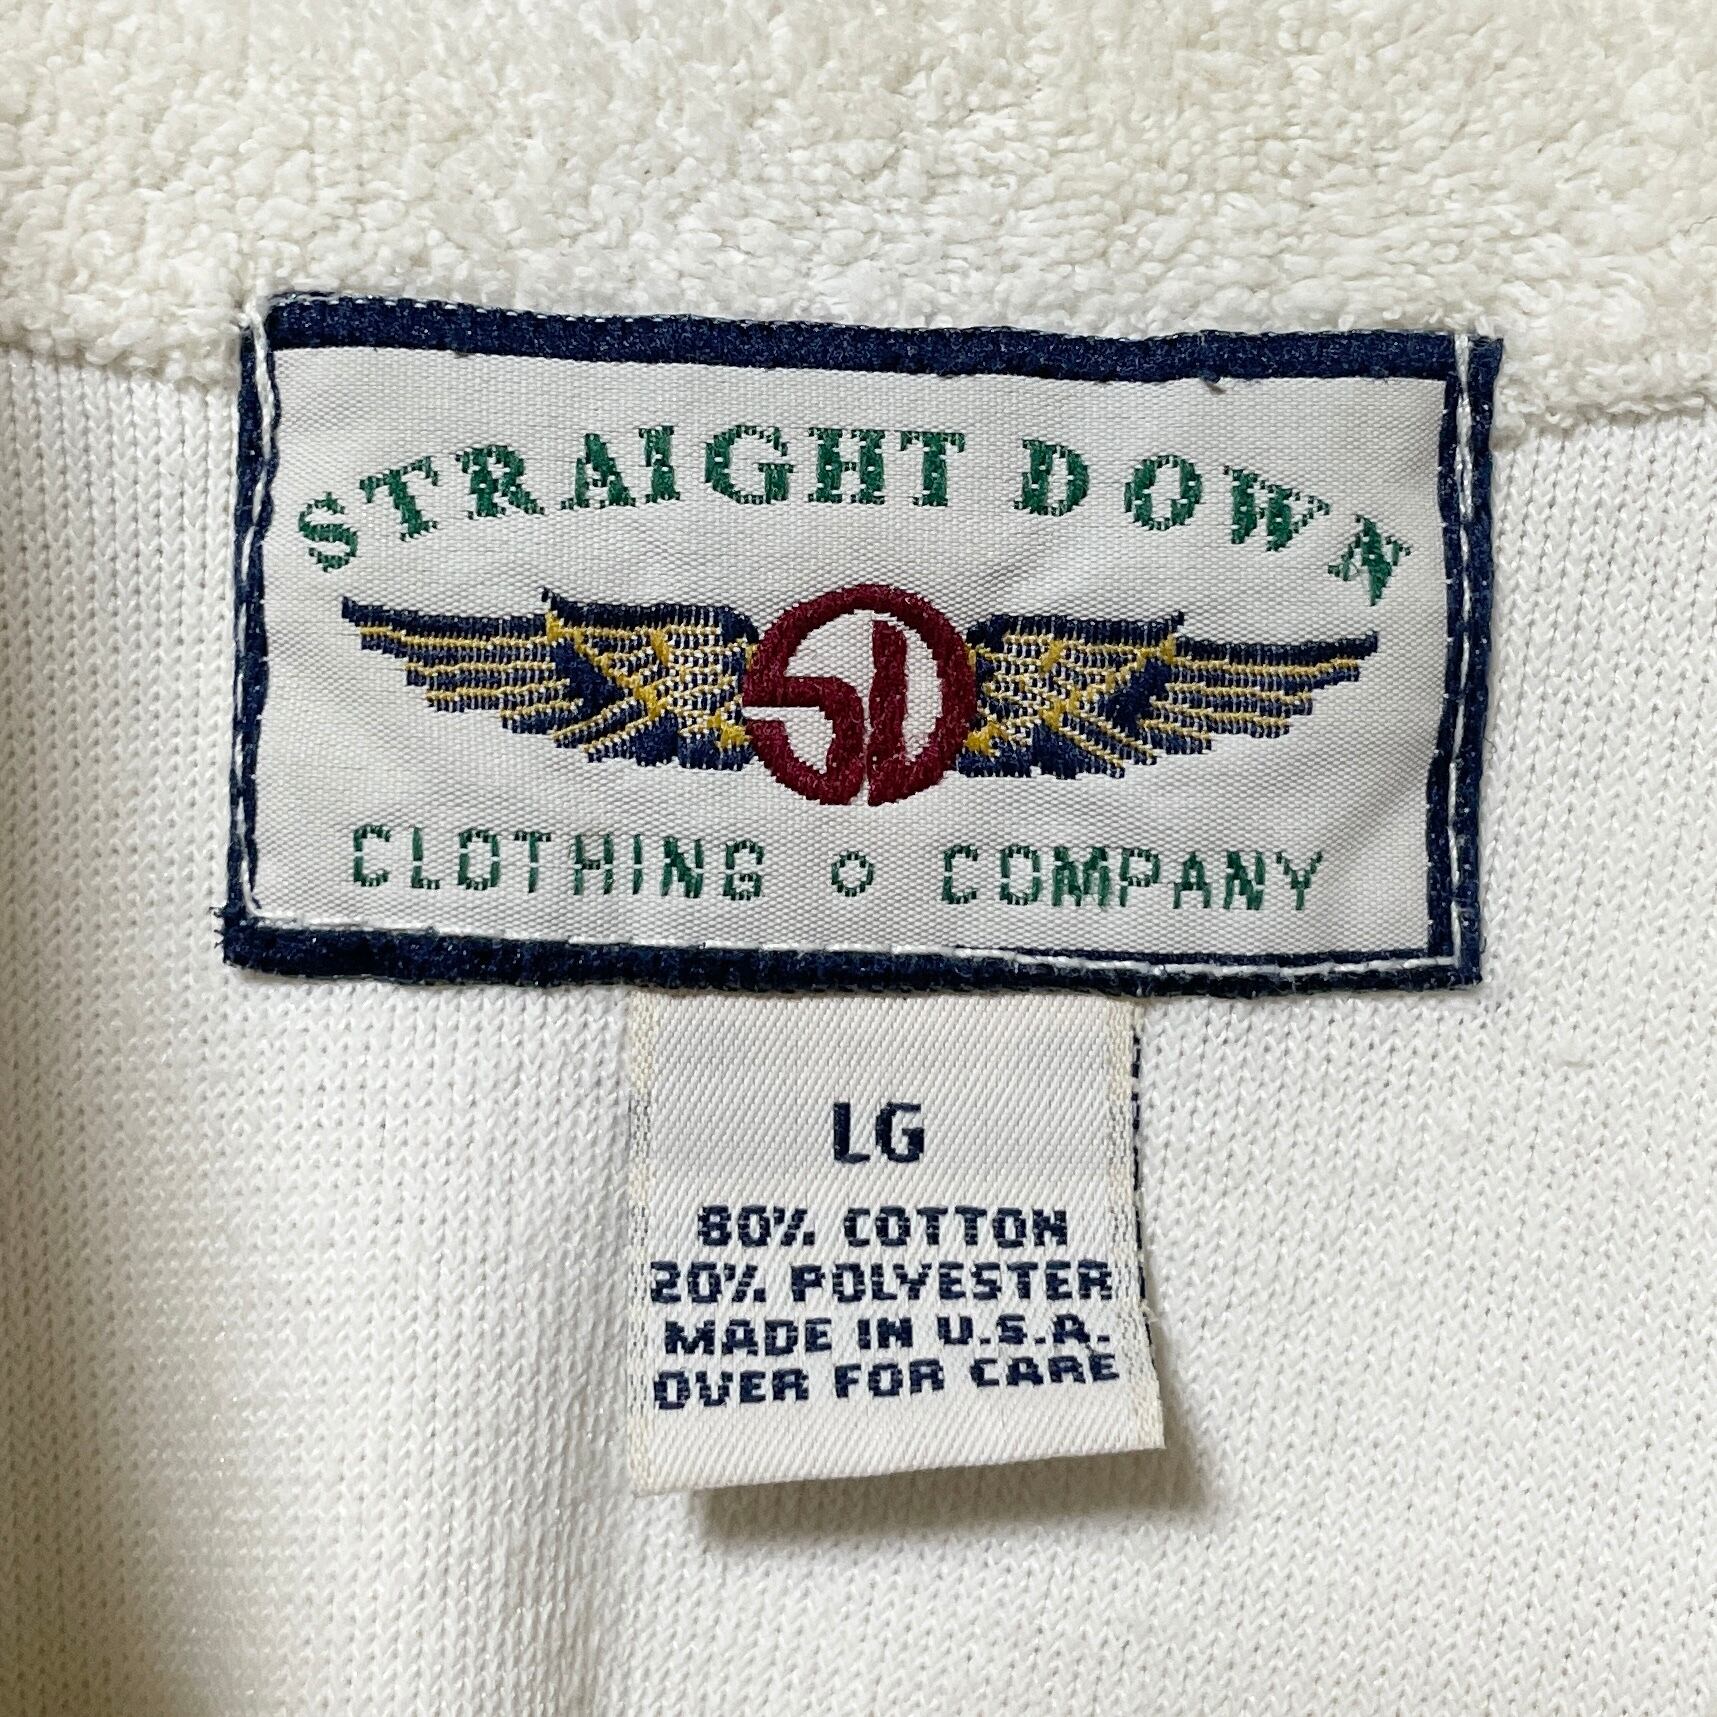 STRAIGHT DOWN
SD
CLOTHING o COMPANY
LG
80% COTTON
20% POLYESTER
MADE IN U.S.A.
OVER FOR CARE